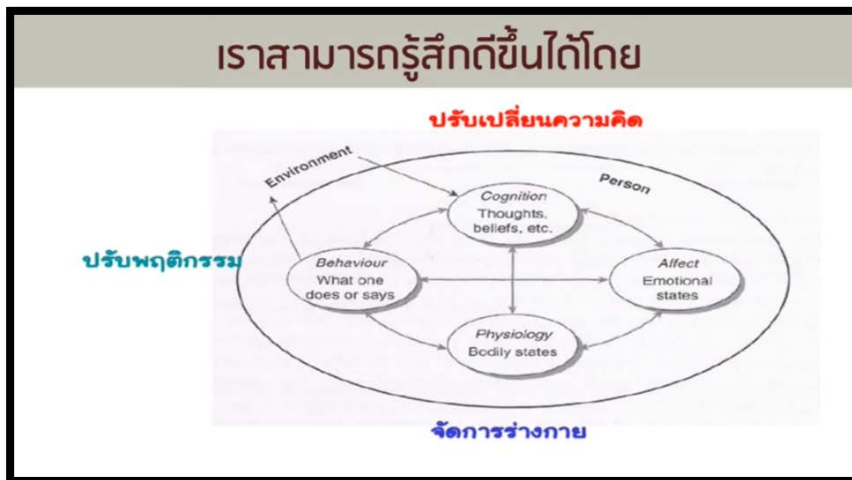 เราสามารถรู้สึกดีขึ้นได้โดย
ปรับเปลี่ยนความคิด
Environment
Person
Cognition
Thoughts,
beliefs, etc.
ปรับพฤติกรรม
Behaviour
What one
does or says
Affect
Emotional
states
Physiology
Bodily states
จัดการร่างกาย